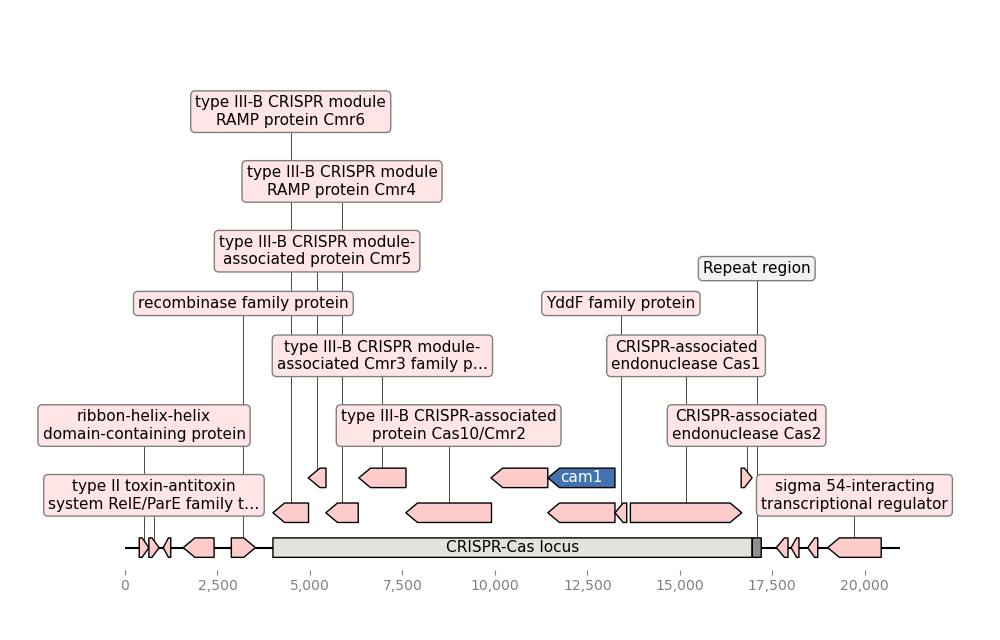 type III-B CRISPR module
RAMP protein Cmr6
type III-B CRISPR module
RAMP protein Cmr4
type III-B CRISPR module-
associated protein Cmr5
Repeat region
recombinase family protein
YddF family protein
type III-B CRISPR module-
associated Cmr3 family p…
CRISPR-associated
endonuclease Cas1
ribbon-helix-helix
domain-containing protein
type III-B CRISPR-associated
protein Cas10/Cmr2
CRISPR-associated
endonuclease Cas2
cam1
type II toxin-antitoxin
system RelE/ParE family t…
sigma 54-interacting
transcriptional regulator
CRISPR-Cas locus
0
2,500
5,000
7,500
10,000
12,500
15,000
17,500
20,000